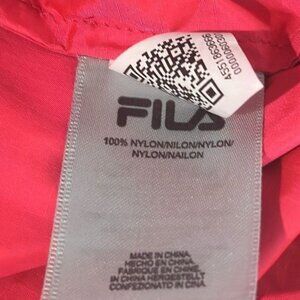 FILA
100% NYLON/NILON/NYLON/
NYLON/NAILON
MADE IN CHINA.
HECHO EN CHINA.
FABRIQUE EN CHINE.
IN CHINA HERGESTELLT.
CONFEZIONATO IN CINA.